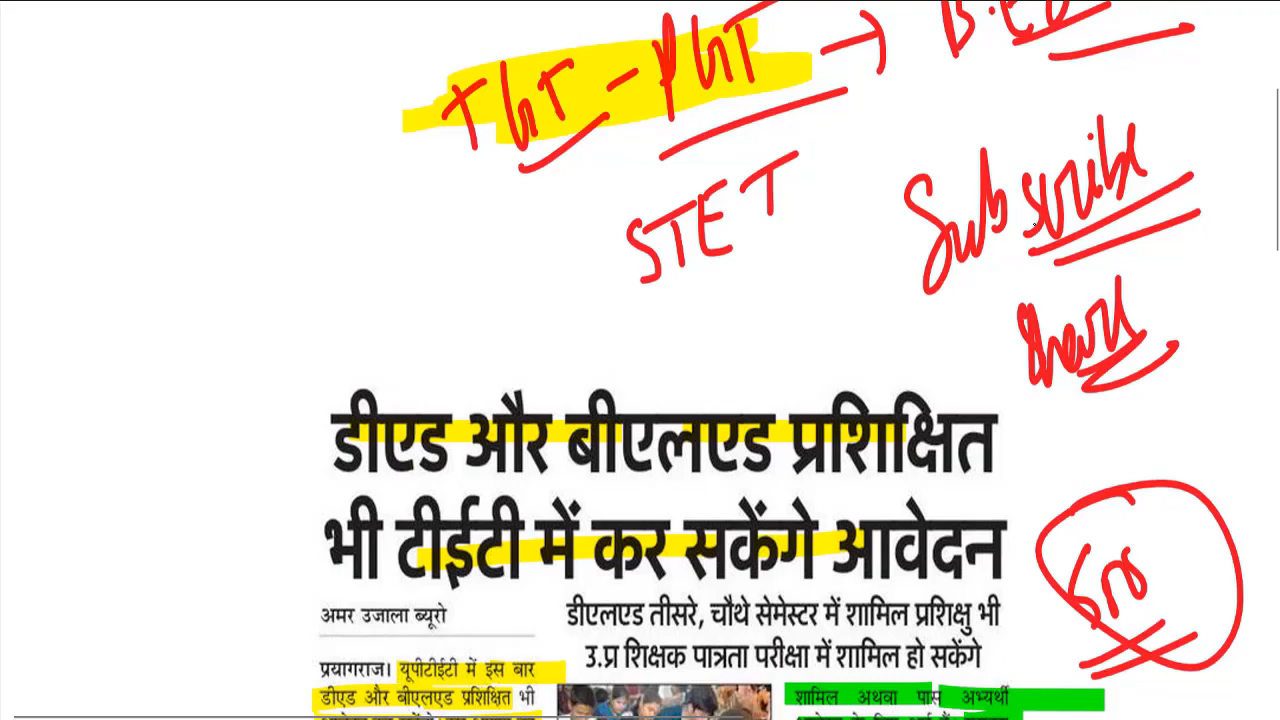 TGT - PGT → B.ED
STET
Subscribe
डीएड और बीएलएड प्रशिक्षित
भी टीईटी में कर सकेंगे आवेदन
अमर उजाला ब्यूरो
डीएलएड तीसरे, चौथे सेमेस्टर में शामिल प्रशिक्षु भी
उ.प्र शिक्षक पात्रता परीक्षा में शामिल हो सकेंगे
प्रयागराज। यूपीटीईटी में इस बार
डीएड और बीएलएड प्रशिक्षित भी
शामिल अथवा पास अभ्यर्थी